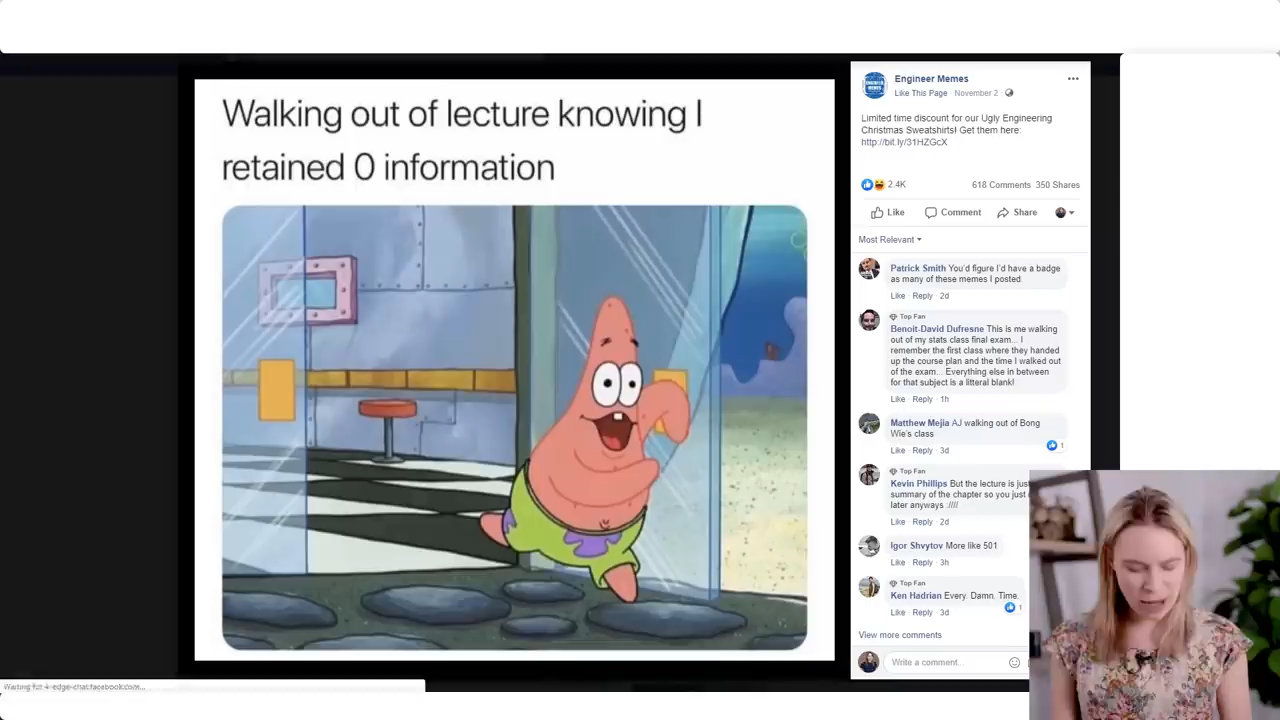 Walking out of lecture knowing I
retained 0 information
Engineer Memes
Like This Page · November 2 ·
Limited time discount for our Ugly Engineering
Christmas Sweatshirts! Get them here:
http://bit.ly/31HZGcX
2.4K
618 Comments 350 Shares
Like Comment Share
Most Relevant
Patrick Smith You'd figure I'd have a badge
as many of these memes I posted.
Like · Reply · 2d
Top Fan
Benoit-David Dufresne This is me walking
out of my stats class final exam... I
remember the first class where they handed
up the course plan and the time I walked out
of the exam... Everything else in between
for that subject is a litteral blank!
Like · Reply · 1h
Matthew Mejia AJ walking out of Bong
Wie's class
1
Like · Reply · 3d
Top Fan
Kevin Phillips But the lecture is just
summary of the chapter so you just
later anyways :////
Like · Reply · 2d
Igor Shvytov More like 501
Like · Reply · 3h
Top Fan
Ken Hadrian Every. Damn. Time.
1
Like · Reply · 3d
View more comments
Write a comment...
Waiting for 4-edge-chat.facebook.com...